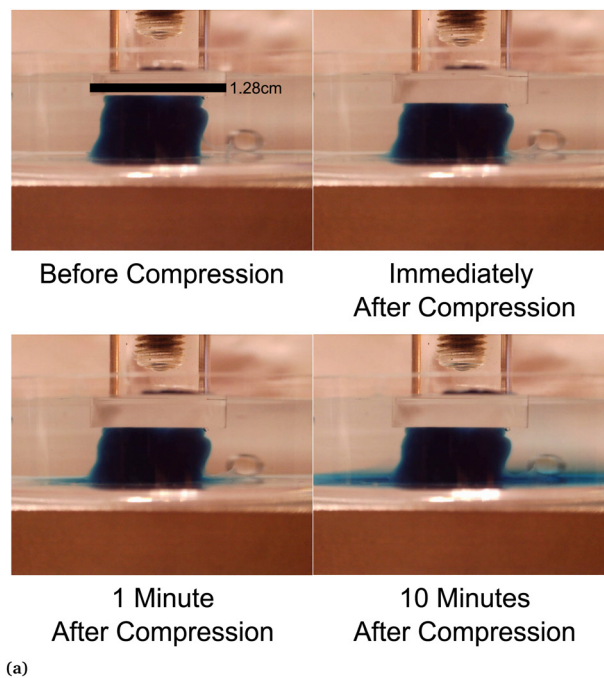 1.28cm
Before Compression
Immediately
After Compression
1 Minute
After Compression
10 Minutes
After Compression
(a)